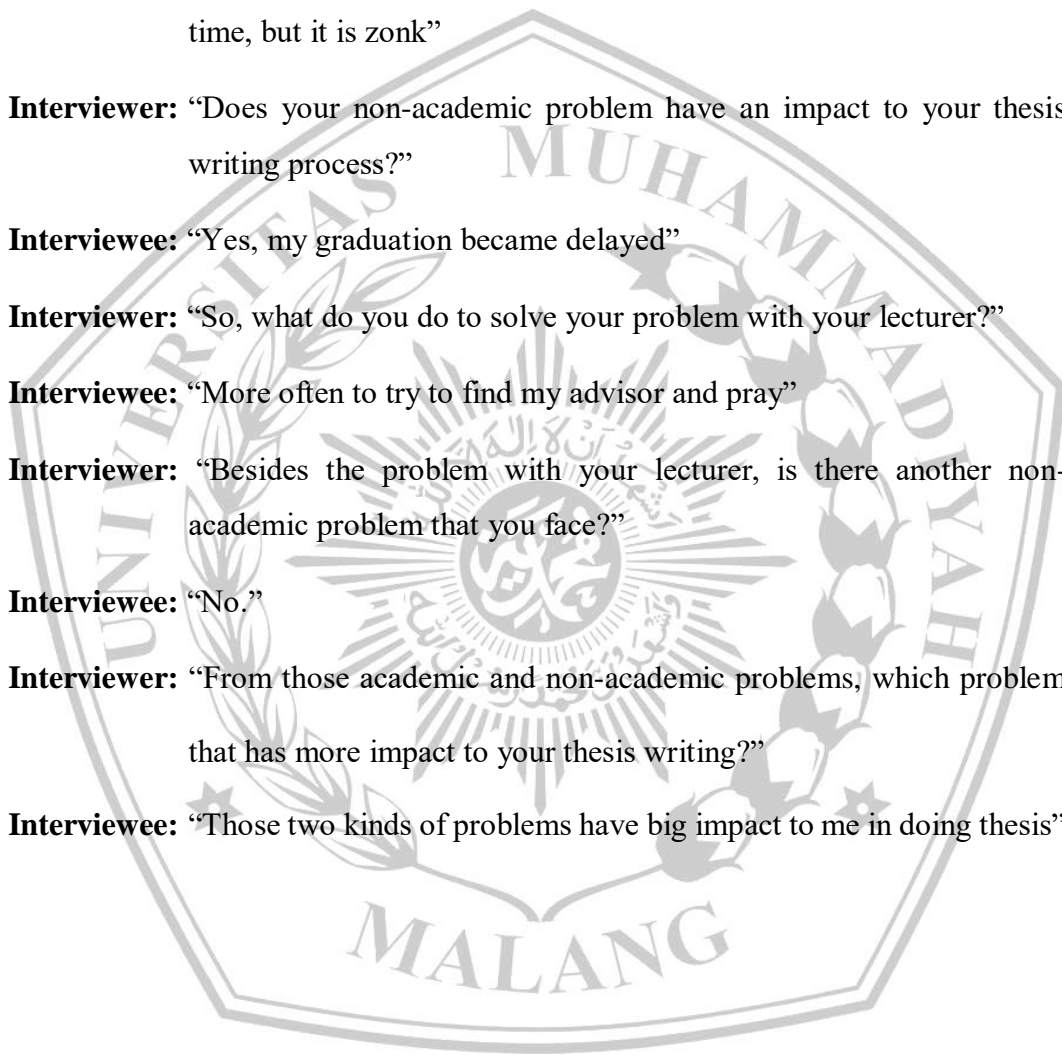 time, but it is zonk”
Interviewer: “Does your non-academic problem have an impact to your thesis
writing process?”
Interviewee: “Yes, my graduation became delayed”
Interviewer: “So, what do you do to solve your problem with your lecturer?”
Interviewee: “More often to try to find my advisor and pray”
Interviewer: “Besides the problem with your lecturer, is there another non-
academic problem that you face?”
Interviewee: “No.”
Interviewer: “From those academic and non-academic problems, which problem
that has more impact to your thesis writing?”
Interviewee: “Those two kinds of problems have big impact to me in doing thesis”
UNIVERSITAS MUHAMMADIYAH
MALANG